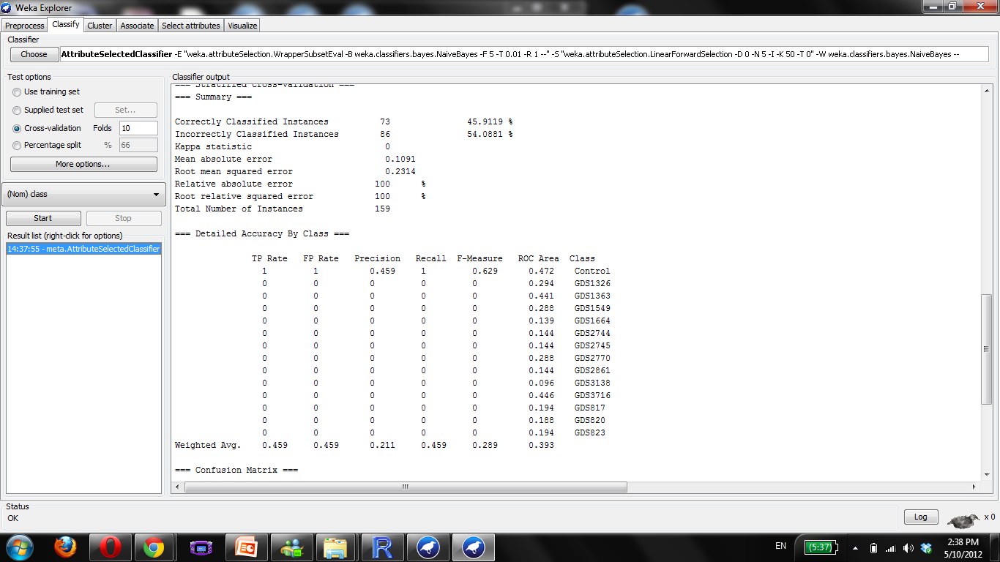 Weka Explorer
Preprocess Classify Cluster Associate Select attributes Visualize
Classifier
Choose AttributeSelectedClassifier -E "weka.attributeSelection.WrapperSubsetEval -B weka.classifiers.bayes.NaiveBayes -F 5 -T 0.01 -R 1 --" -S "weka.attributeSelection.LinearForwardSelection -D 0 -N 5 -I -K 50 -T 0" -W weka.classifiers.bayes.NaiveBayes --
Test options
Use training set
Supplied test set Set...
Cross-validation Folds 10
Percentage split % 66
More options...
(Nom) class
Start Stop
Result list (right-click for options)
14:37:55 - meta.AttributeSelectedClassifier
Classifier output
=== Stratified cross-validation ===
=== Summary ===
Correctly Classified Instances 73 45.9119 %
Incorrectly Classified Instances 86 54.0881 %
Kappa statistic 0
Mean absolute error 0.1091
Root mean squared error 0.2314
Relative absolute error 100 %
Root relative squared error 100 %
Total Number of Instances 159
=== Detailed Accuracy By Class ===
TP Rate FP Rate Precision Recall F-Measure ROC Area Class
1 1 0.459 1 0.629 0.472 Control
0 0 0 0 0 0.294 GDS1326
0 0 0 0 0 0.441 GDS1363
0 0 0 0 0 0.288 GDS1549
0 0 0 0 0 0.139 GDS1664
0 0 0 0 0 0.144 GDS2744
0 0 0 0 0 0.144 GDS2745
0 0 0 0 0 0.288 GDS2770
0 0 0 0 0 0.144 GDS2861
0 0 0 0 0 0.096 GDS3138
0 0 0 0 0 0.446 GDS3716
0 0 0 0 0 0.194 GDS817
0 0 0 0 0 0.188 GDS820
0 0 0 0 0 0.194 GDS823
Weighted Avg. 0.459 0.459 0.211 0.459 0.289 0.393
=== Confusion Matrix ===
Status
OK
Log x 0
EN (5:37) 2:38 PM
5/10/2012